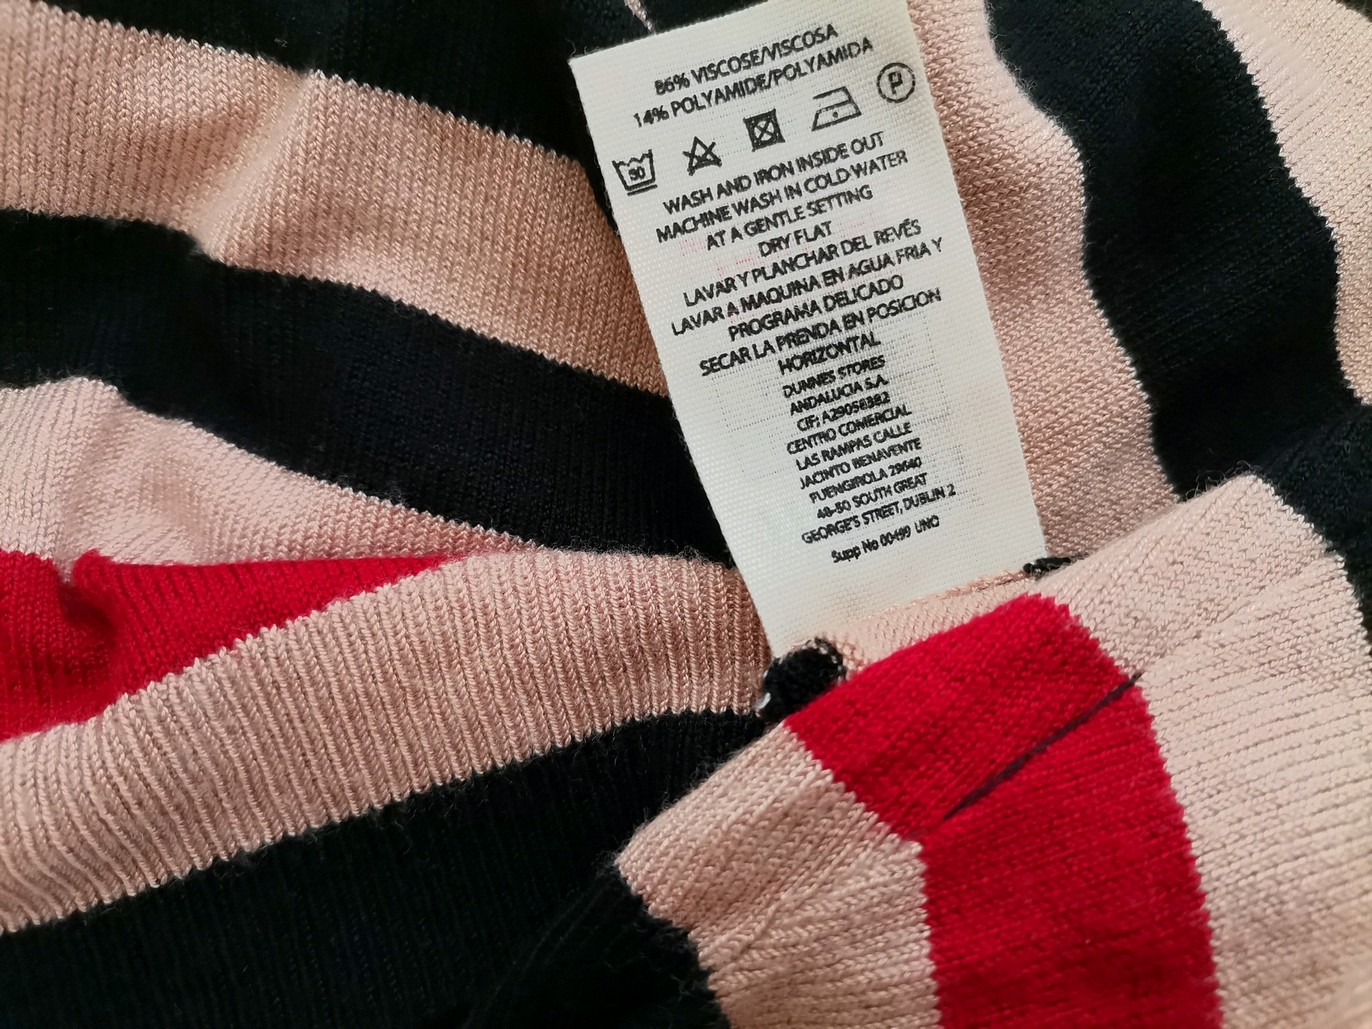 86% VISCOSE/VISCOSA
14% POLYAMIDE/POLYAMIDA
30
P
WASH AND IRON INSIDE OUT
MACHINE WASH IN COLD WATER
AT A GENTLE SETTING
DRY FLAT
LAVAR Y PLANCHAR DEL REVÉS
LAVAR A MAQUINA EN AGUA FRIA Y
PROGRAMA DELICADO
SECAR LA PRENDA EN POSICION
HORIZONTAL
DUNNES STORES
ANDALUCIA S.A.
CIF; A29058382
CENTRO COMERCIAL
LAS RAMPAS CALLE
JACINTO BENAVENTE
FUENGIROLA 29640
48-50 SOUTH GREAT
GEORGE'S STREET, DUBLIN 2
Supp No 00499 UNO